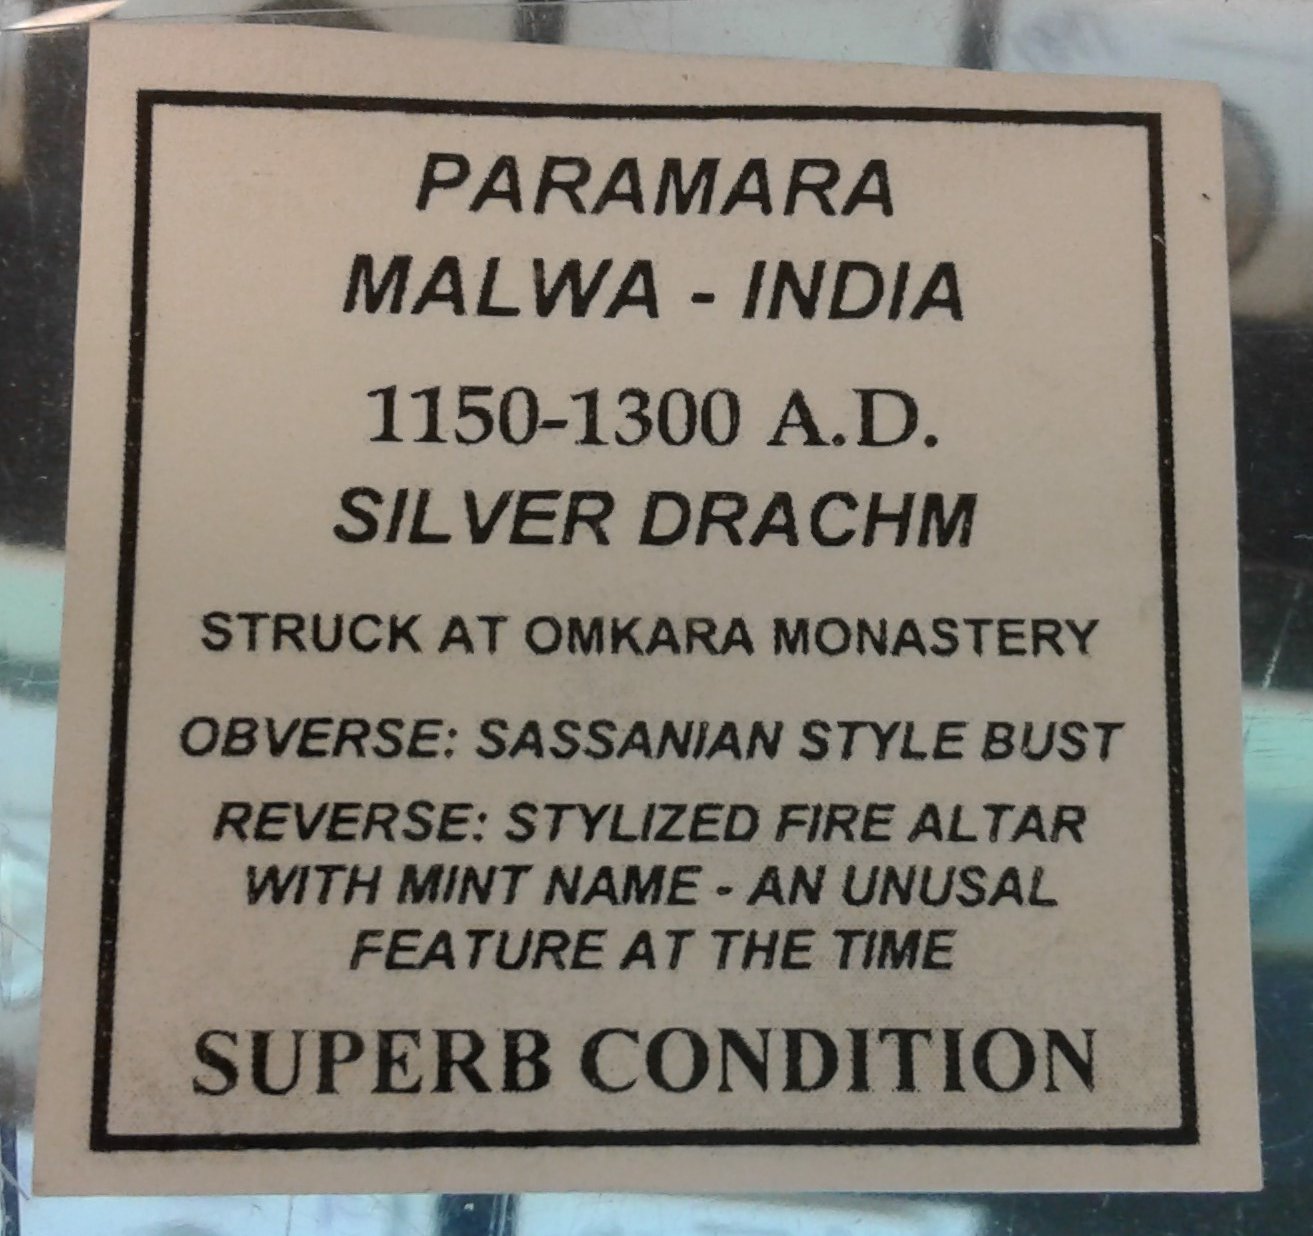 PARAMARA
MALWA - INDIA
1150-1300 A.D.
SILVER DRACHM
STRUCK AT OMKARA MONASTERY
OBVERSE: SASSANIAN STYLE BUST
REVERSE: STYLIZED FIRE ALTAR
WITH MINT NAME - AN UNUSAL
FEATURE AT THE TIME
SUPERB CONDITION